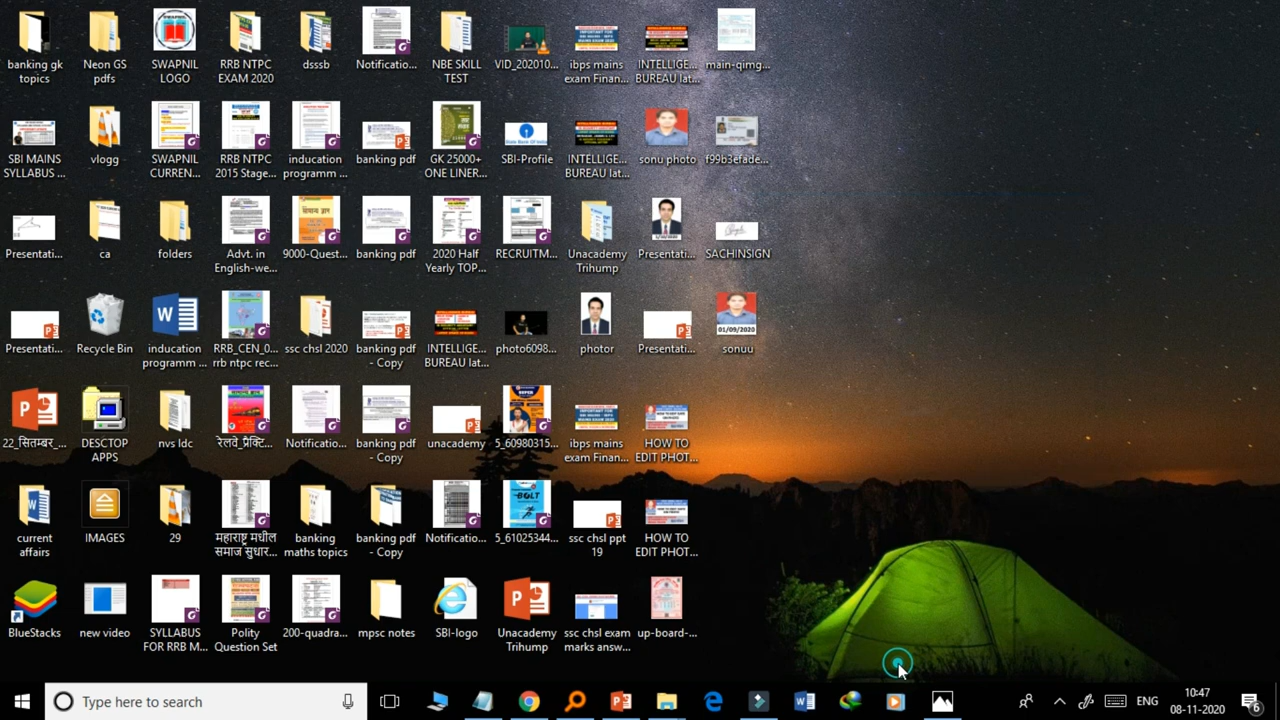 banking gk
topics
Neon GS
pdfs
SWAPNIL
LOGO
RRB NTPC
EXAM 2020
dsssb
Notificatio...
NBE SKILL
TEST
VID_202010...
ibps mains
exam Finan...
INTELLIGE...
BUREAU lat...
main-qimg...
SBI MAINS
SYLLABUS ...
vlogg
SWAPNIL
CURREN...
RRB NTPC
2015 Stage...
inducation
programm ...
banking pdf
GK 25000+
ONE LINER...
SBI-Profile
INTELLIGE...
BUREAU lat...
sonu photo
f99b3efade...
Presentati...
ca
folders
Advt. in
English-we...
9000-Quest...
banking pdf
2020 Half
Yearly TOP...
RECRUITM...
Unacademy
Trihump
Presentati...
SACHINSIGN
Presentati...
Recycle Bin
inducation
programm ...
RRB_CEN_0...
rrb ntpc rec...
ssc chsl 2020
banking pdf
- Copy
INTELLIGE...
BUREAU lat...
photo6098...
photor
Presentati...
01/09/2020
sonuu
22_सितम्बर_...
DESCTOP
APPS
nvs ldc
रेलवे_प्रैक्टि...
Notificatio...
banking pdf
- Copy
unacademy
5_60980315...
ibps mains
exam Finan...
HOW TO
EDIT PHOT...
current
affairs
IMAGES
29
महाराष्ट्र मधील
समाज सुधार...
banking
maths topics
banking pdf
- Copy
Notificatio...
BOLT
5_61025344...
ssc chsl ppt
19
HOW TO
EDIT PHOT...
BlueStacks
new video
SYLLABUS
FOR RRB M...
Polity
Question Set
200-quadra...
mpsc notes
SBI-logo
Unacademy
Trihump
ssc chsl exam
marks answ...
up-board-...
Type here to search
ENG
10:47
08-11-2020
6